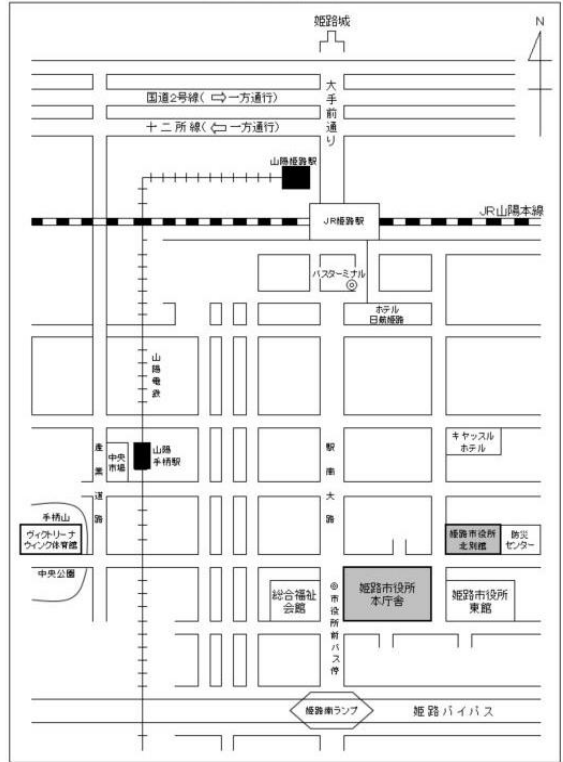 姫路城
N
大手前通り
国道2号線(⇨一方通行)
十二所線(⇦一方通行)
山陽姫路駅
JR山陽本線
JR姫路駅
バスターミナル
ホテル
日航姫路
山陽電鉄
山陽
手柄駅
中央
市場
産業道路
駅南大路
キャッスル
ホテル
手柄山
ヴィクトリーナ
ウインク体育館
中央公園
姫路市役所
北別館
防災
センター
総合福祉
会館
◎市役所前バス停
姫路市役所
本庁舎
姫路市役所
東館
姫路南ランプ
姫路バイパス